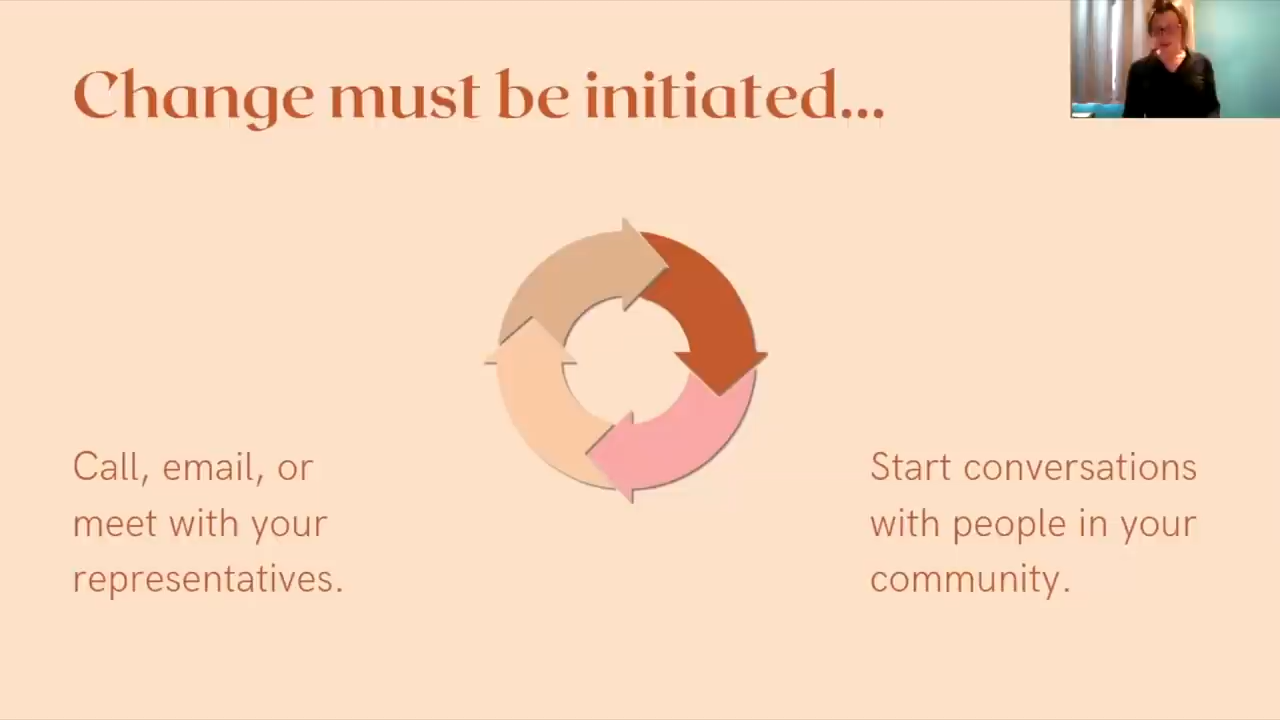 Change must be initiated...
Call, email, or
meet with your
representatives.
Start conversations
with people in your
community.